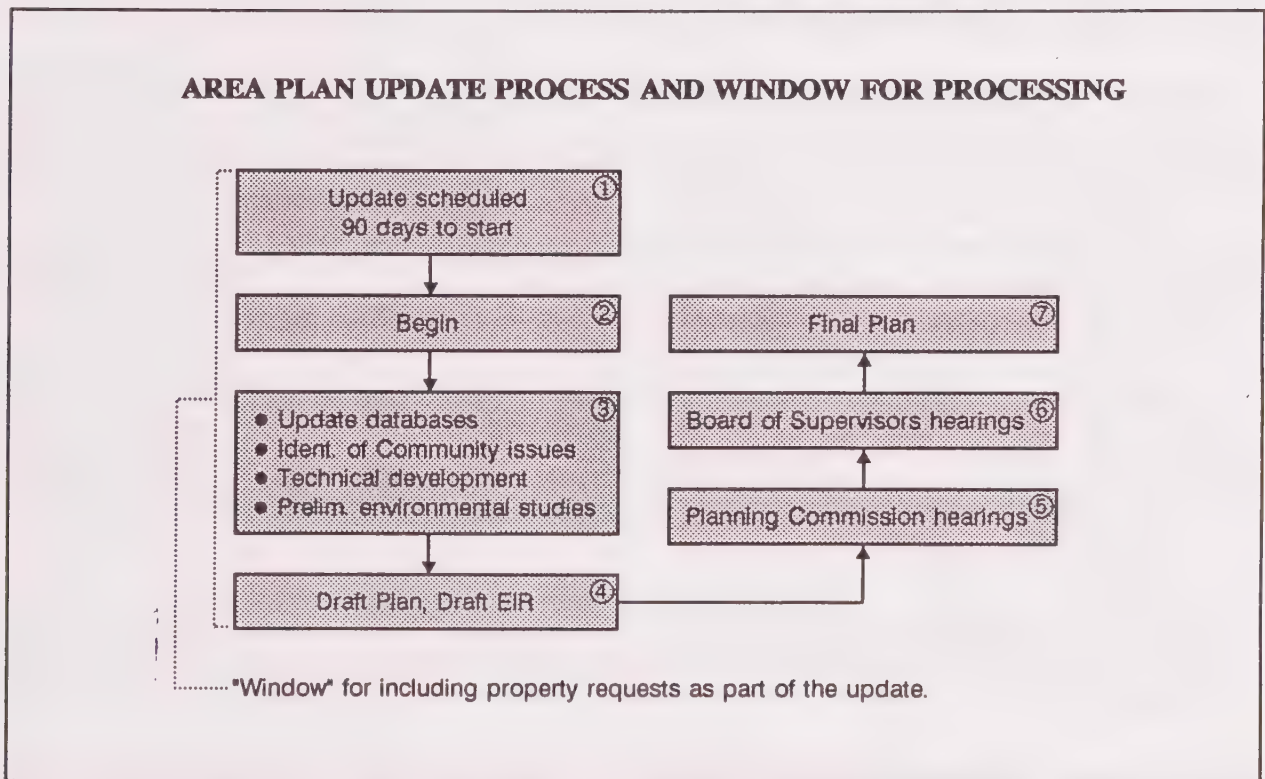 AREA PLAN UPDATE PROCESS AND WINDOW FOR PROCESSING
①
Update scheduled
90 days to start
②
Begin
③
● Update databases
● Ident. of Community issues
● Technical development
● Prelim. environmental studies
④
Draft Plan, Draft EIR
⑤
Planning Commission hearings
⑥
Board of Supervisors hearings
⑦
Final Plan
"Window" for including property requests as part of the update.